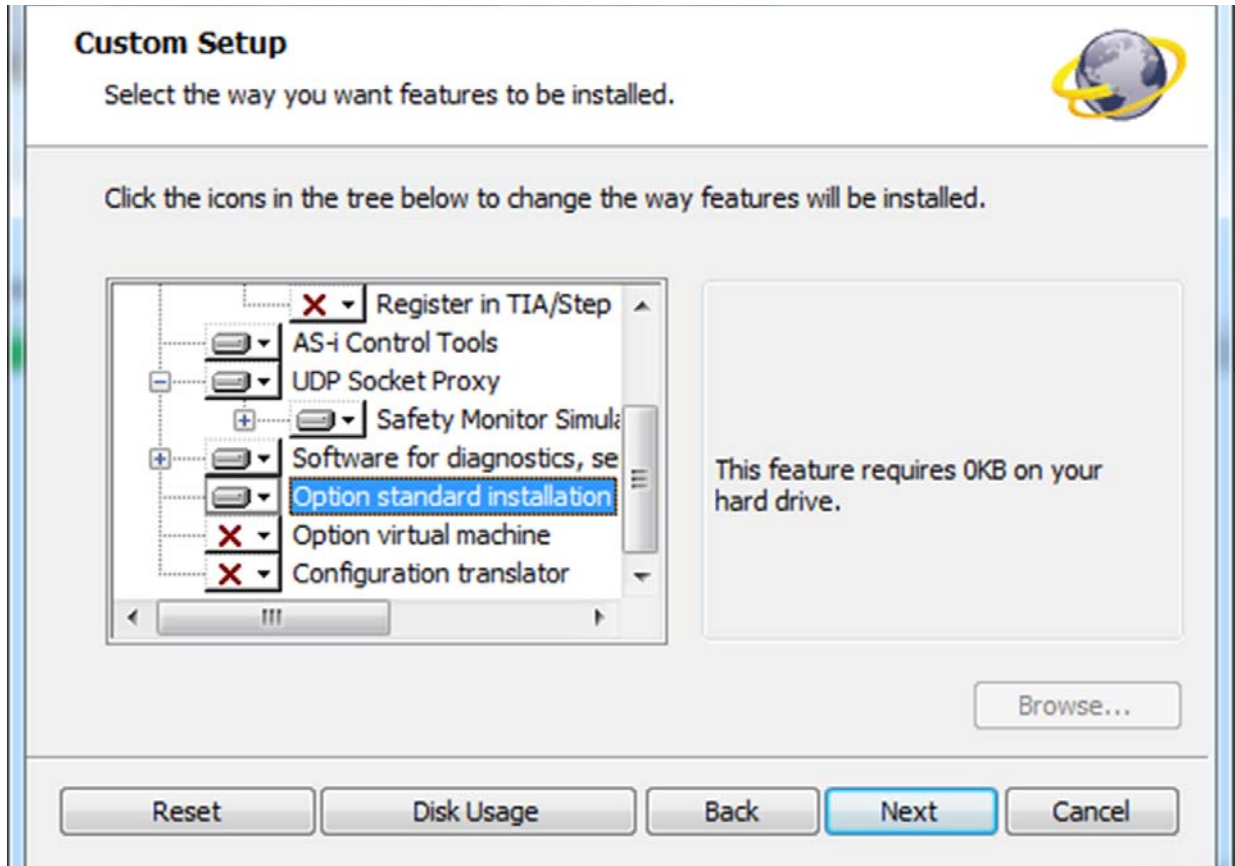 Custom Setup
Select the way you want features to be installed.
Click the icons in the tree below to change the way features will be installed.
Register in TIA/Step
AS-i Control Tools
UDP Socket Proxy
Safety Monitor Simula
Software for diagnostics, se
Option standard installation
Option virtual machine
Configuration translator
This feature requires 0KB on your
hard drive.
Browse...
Reset Disk Usage Back Next Cancel